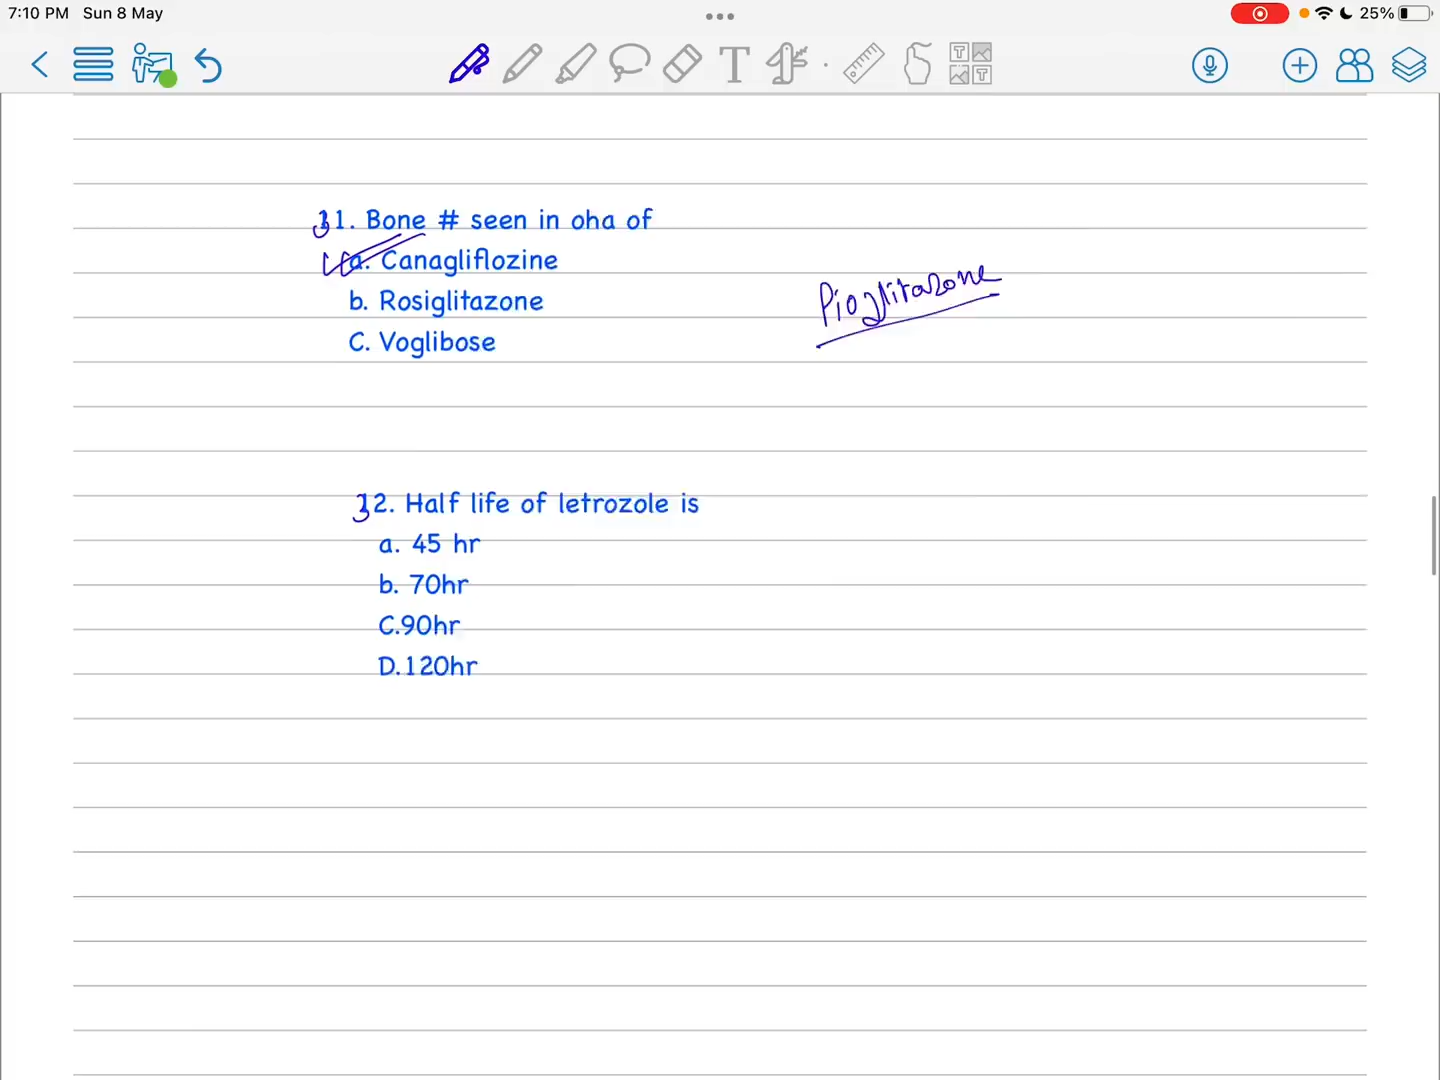 7:10 PM Sun 8 May
25%
31. Bone # seen in oha of
a. Canagliflozine
b. Rosiglitazone
C. Voglibose
Pioglitazone
32. Half life of letrozole is
a. 45 hr
b. 70hr
C.90hr
D.120hr